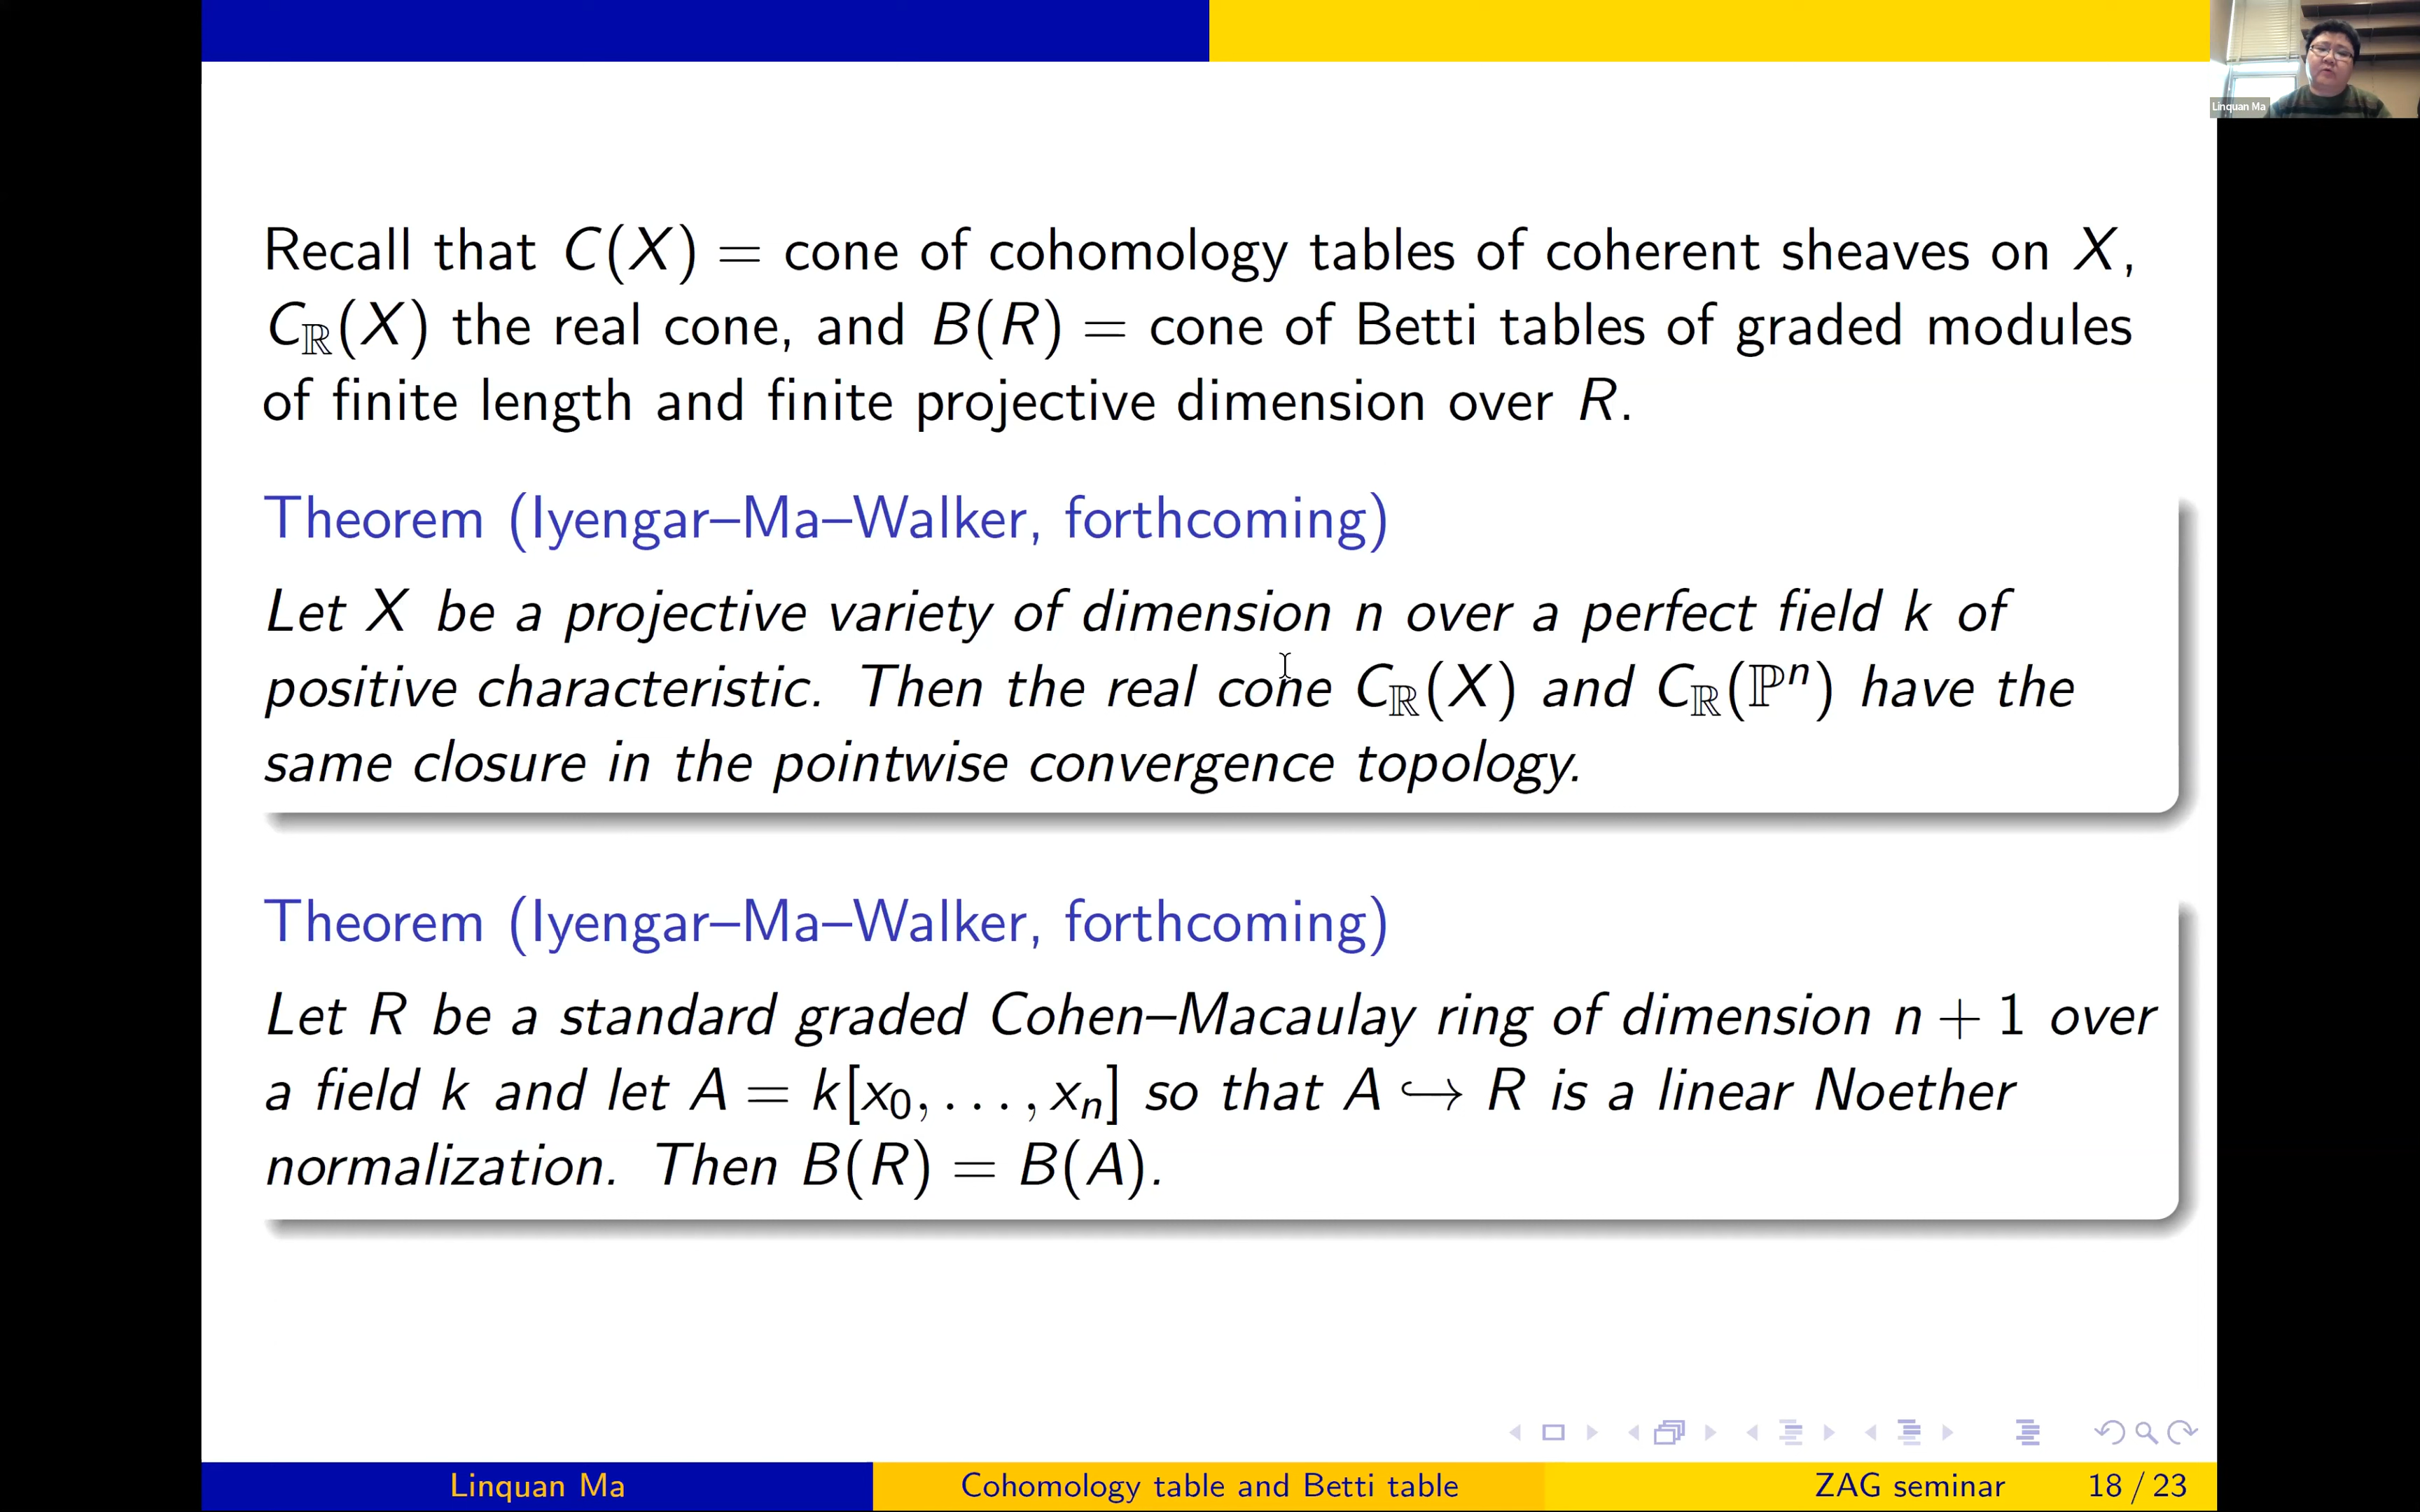 Linquan Ma
Recall that C(X) = cone of cohomology tables of coherent sheaves on X,
C_ℝ(X) the real cone, and B(R) = cone of Betti tables of graded modules
of finite length and finite projective dimension over R.
Theorem (Iyengar–Ma–Walker, forthcoming)
Let X be a projective variety of dimension n over a perfect field k of
positive characteristic. Then the real cone C_ℝ(X) and C_ℝ(ℙⁿ) have the
same closure in the pointwise convergence topology.
Theorem (Iyengar–Ma–Walker, forthcoming)
Let R be a standard graded Cohen–Macaulay ring of dimension n + 1 over
a field k and let A = k[x₀, . . . , xₙ] so that A ↪ R is a linear Noether
normalization. Then B(R) = B(A).
Linquan Ma Cohomology table and Betti table ZAG seminar 18 / 23